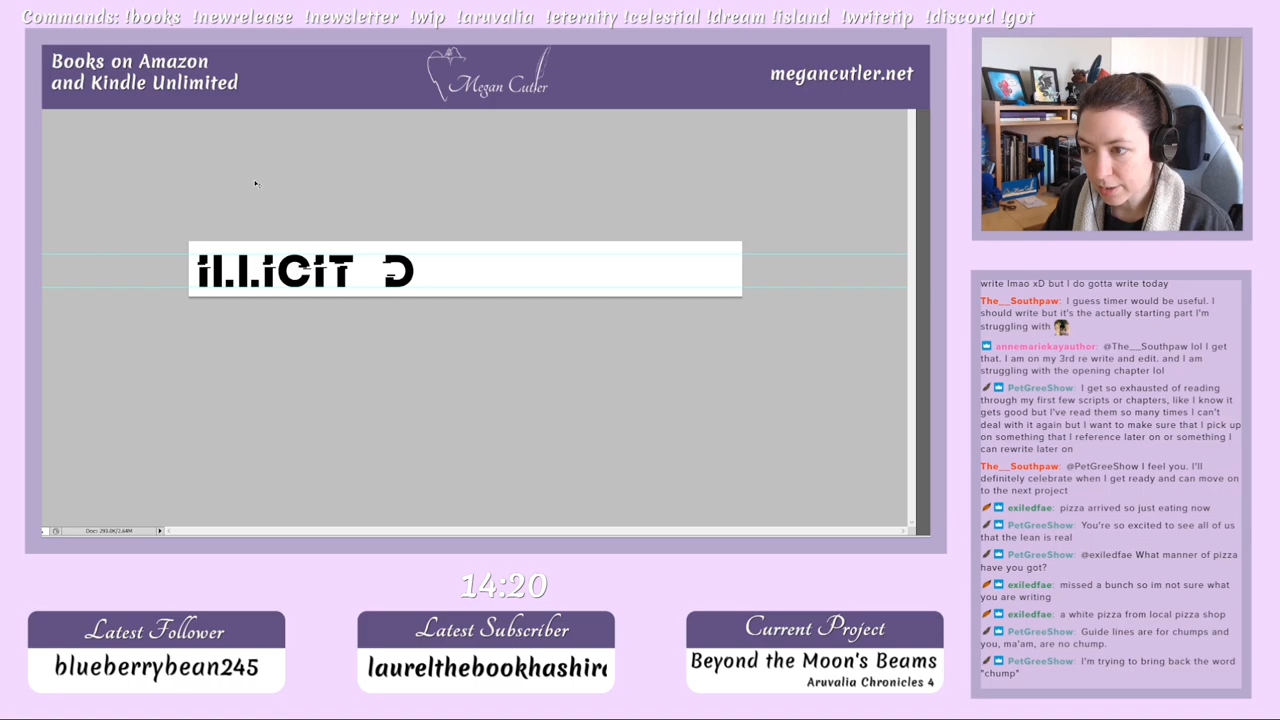 Commands: !books !newrelease !newsletter !wip !aruvalia !eternity !celestial !dream !island !writetip !discord !got
Books on Amazon
and Kindle Unlimited
Megan Cutler
megancutler.net
ILLICIT D
Doc: 293.0K/2.64M
write lmao xD but I do gotta write today
The__Southpaw: I guess timer would be useful. I
should write but it's the actually starting part I'm
struggling with
annemariekayauthor: @The__Southpaw lol I get
that. I am on my 3rd re write and edit. and I am
struggling with the opening chapter lol
PetGreeShow: I get so exhausted of reading
through my first few scripts or chapters, like I know it
gets good but I've read them so many times I can't
deal with it again but I want to make sure that I pick up
on something that I reference later on or something I
can rewrite later on
The__Southpaw: @PetGreeShow I feel you. I'll
definitely celebrate when I get ready and can move on
to the next project
exiledfae: pizza arrived so just eating now
PetGreeShow: You're so excited to see all of us
that the lean is real
PetGreeShow: @exiledfae What manner of pizza
have you got?
exiledfae: missed a bunch so im not sure what
you are writing
exiledfae: a white pizza from local pizza shop
PetGreeShow: Guide lines are for chumps and
you, ma'am, are no chump.
PetGreeShow: I'm trying to bring back the word
"chump"
14:20
Latest Follower
blueberrybean245
Latest Subscriber
laurelthebookhashira
Current Project
Beyond the Moon's Beams
Aruvalia Chronicles 4